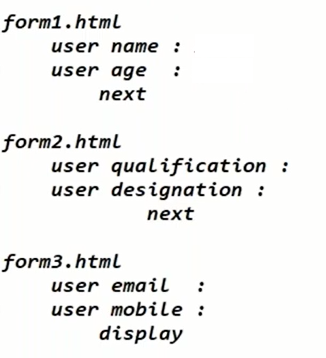 form1.html
user name :
user age :
next
form2.html
user qualification :
user designation :
next
form3.html
user email :
user mobile :
display